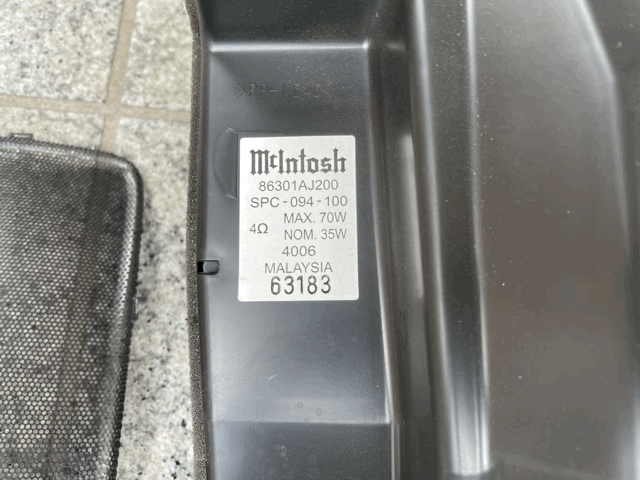 McIntosh
86301AJ200
SPC-094-100
4Ω MAX. 70W
NOM. 35W
4006
MALAYSIA
63183